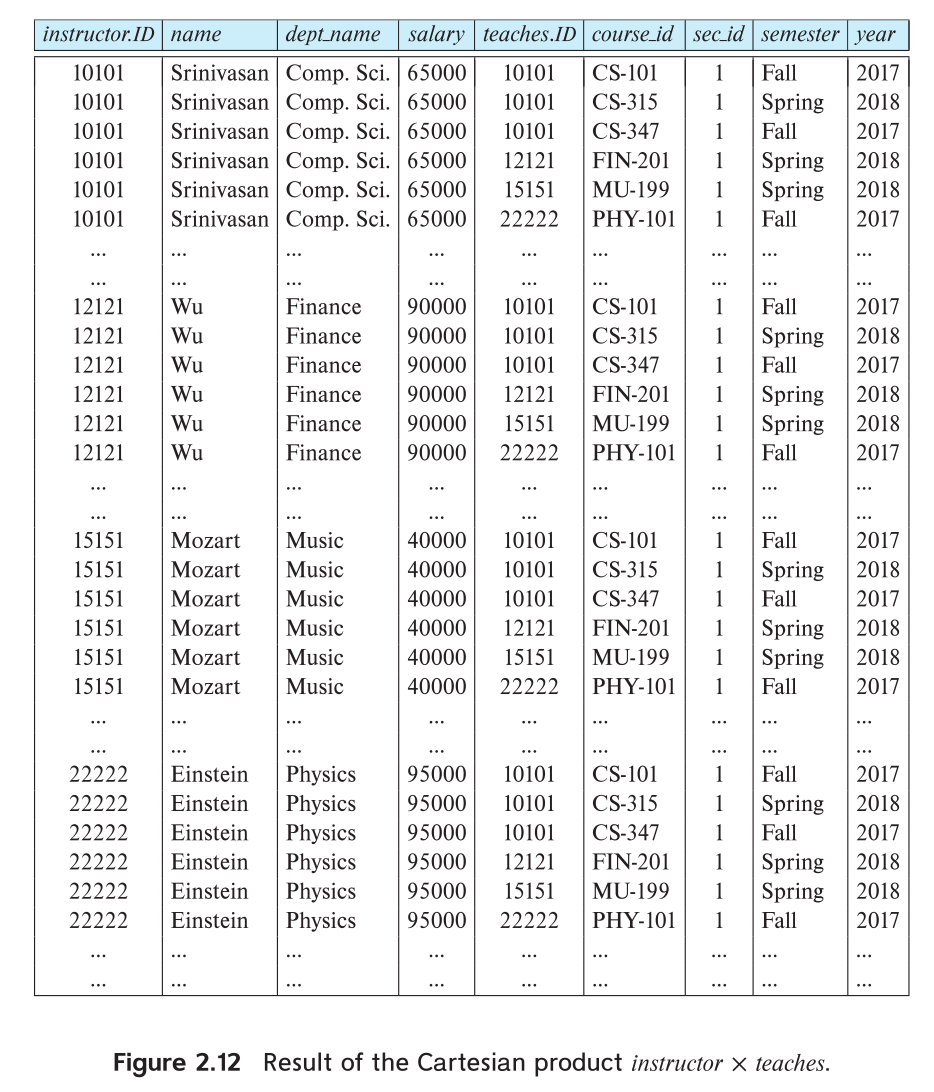 instructor.ID name dept_name salary teaches.ID course_id sec_id semester year
10101 Srinivasan Comp. Sci. 65000 10101 CS-101 1 Fall 2017
10101 Srinivasan Comp. Sci. 65000 10101 CS-315 1 Spring 2018
10101 Srinivasan Comp. Sci. 65000 10101 CS-347 1 Fall 2017
10101 Srinivasan Comp. Sci. 65000 12121 FIN-201 1 Spring 2018
10101 Srinivasan Comp. Sci. 65000 15151 MU-199 1 Spring 2018
10101 Srinivasan Comp. Sci. 65000 22222 PHY-101 1 Fall 2017
... ... ... ... ... ... ... ... ...
... ... ... ... ... ... ... ... ...
12121 Wu Finance 90000 10101 CS-101 1 Fall 2017
12121 Wu Finance 90000 10101 CS-315 1 Spring 2018
12121 Wu Finance 90000 10101 CS-347 1 Fall 2017
12121 Wu Finance 90000 12121 FIN-201 1 Spring 2018
12121 Wu Finance 90000 15151 MU-199 1 Spring 2018
12121 Wu Finance 90000 22222 PHY-101 1 Fall 2017
... ... ... ... ... ... ... ... ...
... ... ... ... ... ... ... ... ...
15151 Mozart Music 40000 10101 CS-101 1 Fall 2017
15151 Mozart Music 40000 10101 CS-315 1 Spring 2018
15151 Mozart Music 40000 10101 CS-347 1 Fall 2017
15151 Mozart Music 40000 12121 FIN-201 1 Spring 2018
15151 Mozart Music 40000 15151 MU-199 1 Spring 2018
15151 Mozart Music 40000 22222 PHY-101 1 Fall 2017
... ... ... ... ... ... ... ... ...
... ... ... ... ... ... ... ... ...
22222 Einstein Physics 95000 10101 CS-101 1 Fall 2017
22222 Einstein Physics 95000 10101 CS-315 1 Spring 2018
22222 Einstein Physics 95000 10101 CS-347 1 Fall 2017
22222 Einstein Physics 95000 12121 FIN-201 1 Spring 2018
22222 Einstein Physics 95000 15151 MU-199 1 Spring 2018
22222 Einstein Physics 95000 22222 PHY-101 1 Fall 2017
... ... ... ... ... ... ... ... ...
... ... ... ... ... ... ... ... ...
Figure 2.12 Result of the Cartesian product instructor × teaches.